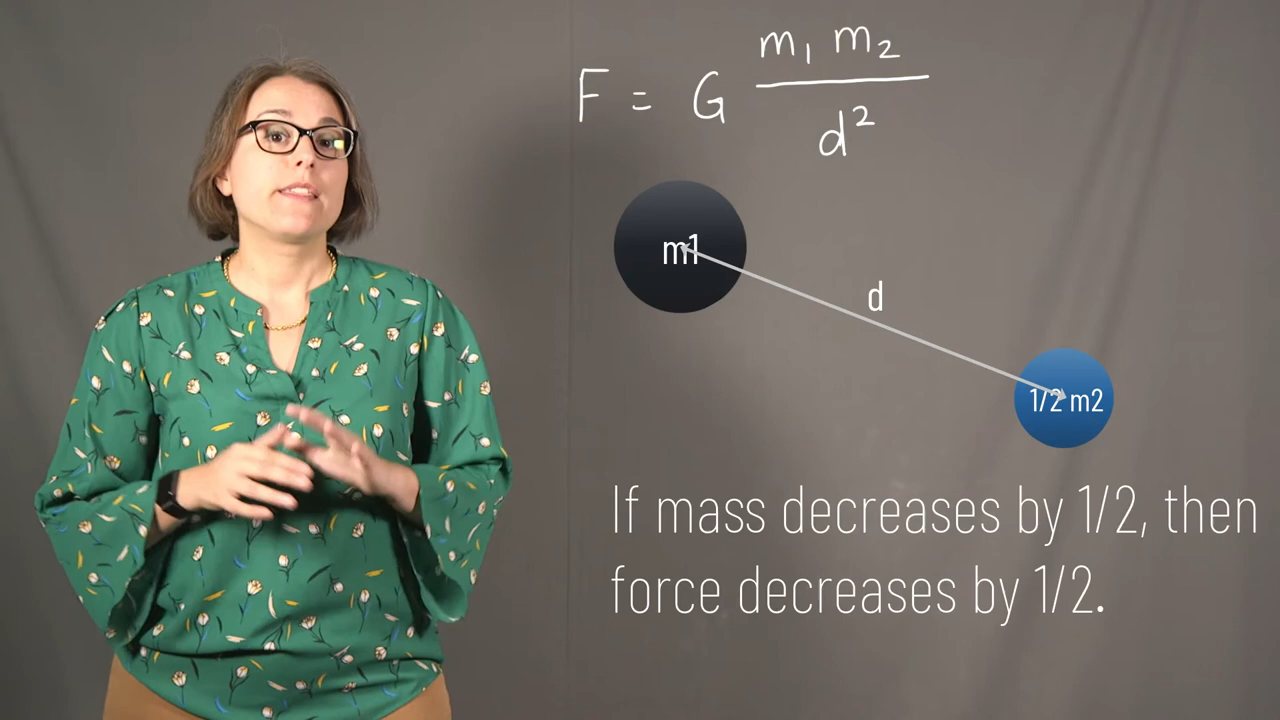 F = G m₁ m₂ / d²
m1
d
1/2 m2
If mass decreases by 1/2, then
force decreases by 1/2.